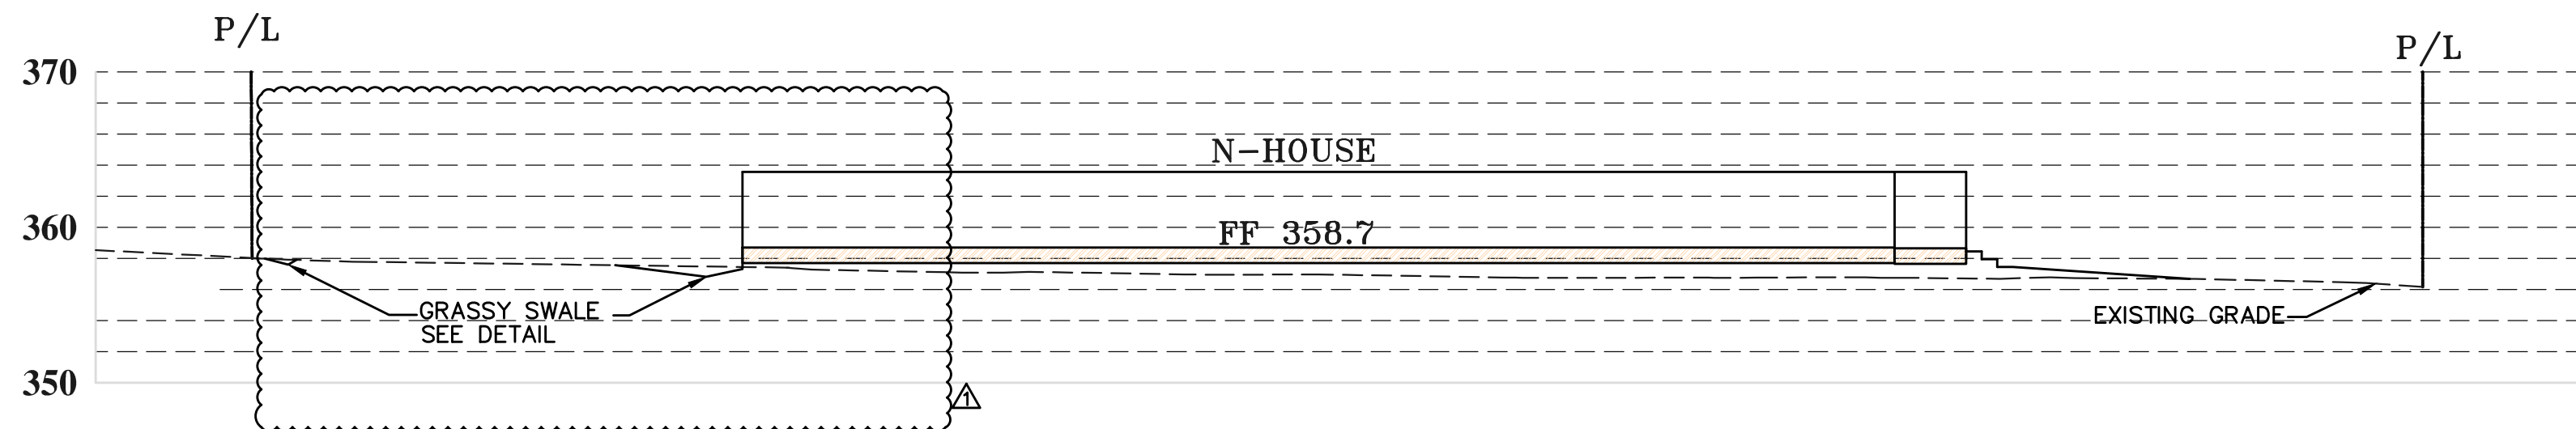 P/L
P/L
370
N-HOUSE
360
FF 358.7
GRASSY SWALE
SEE DETAIL
EXISTING GRADE
350
1